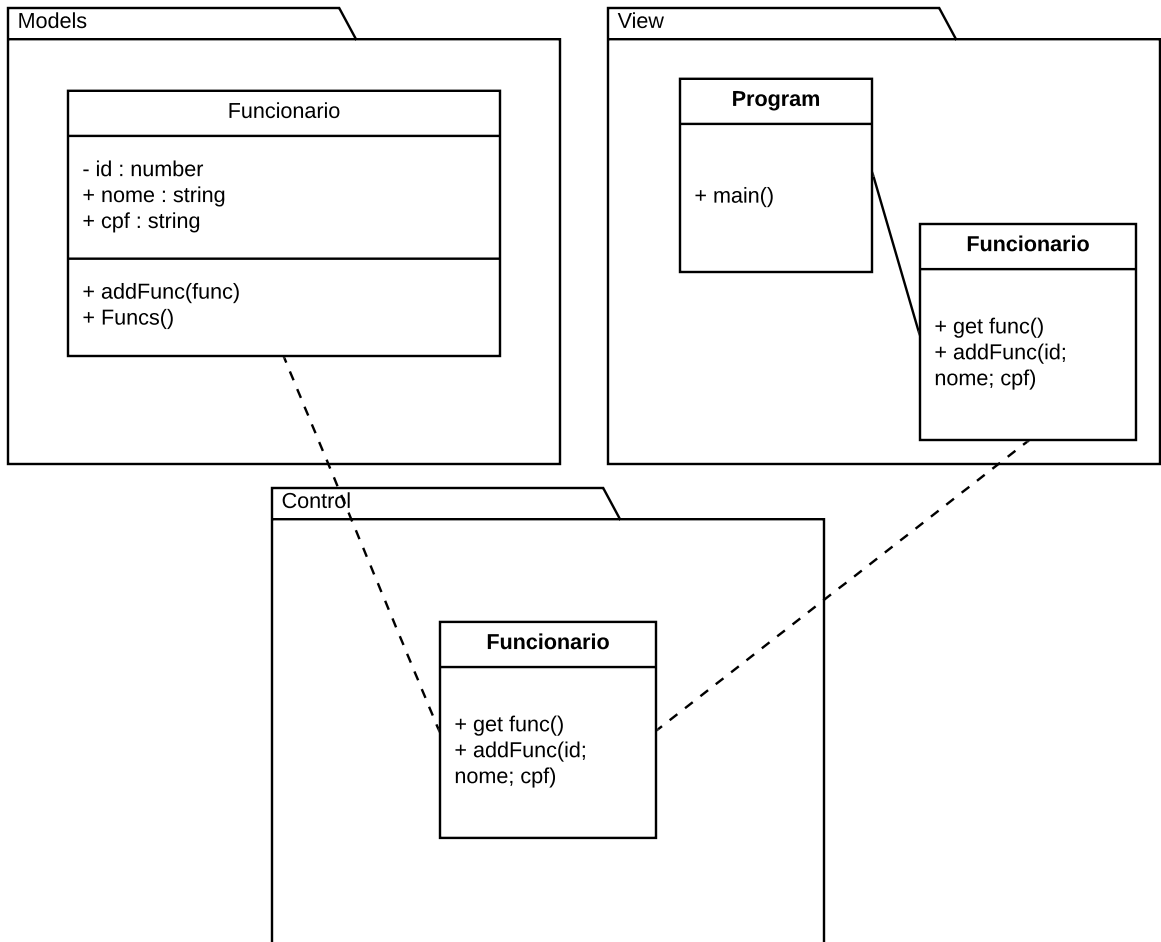 Models
Funcionario
- id : number
+ nome : string
+ cpf : string
+ addFunc(func)
+ Funcs()
View
Program
+ main()
Funcionario
+ get func()
+ addFunc(id;
nome; cpf)
Control
Funcionario
+ get func()
+ addFunc(id;
nome; cpf)